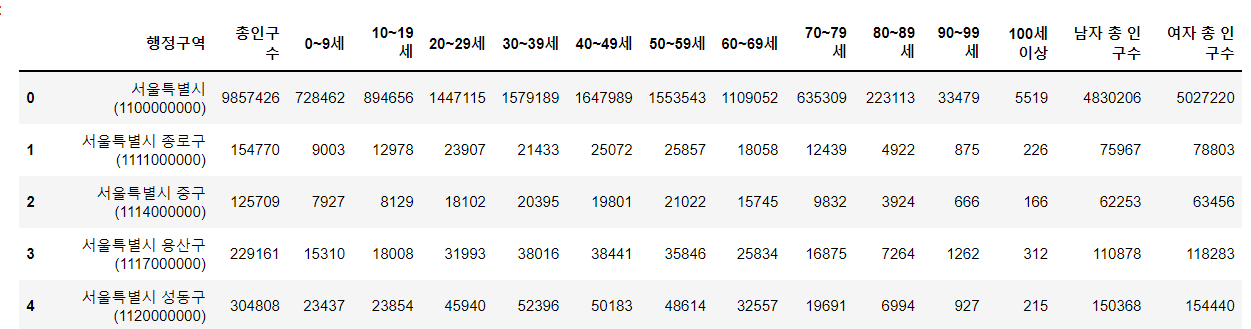 행정구역 총인구수 0~9세 10~19세 20~29세 30~39세 40~49세 50~59세 60~69세 70~79세 80~89세 90~99세 100세이상 남자 총 인구수 여자 총 인구수
0 서울특별시 (1100000000) 9857426 728462 894656 1447115 1579189 1647989 1553543 1109052 635309 223113 33479 5519 4830206 5027220
1 서울특별시 종로구 (1111000000) 154770 9003 12978 23907 21433 25072 25857 18058 12439 4922 875 226 75967 78803
2 서울특별시 중구 (1114000000) 125709 7927 8129 18102 20395 19801 21022 15745 9832 3924 666 166 62253 63456
3 서울특별시 용산구 (1117000000) 229161 15310 18008 31993 38016 38441 35846 25834 16875 7264 1262 312 110878 118283
4 서울특별시 성동구 (1120000000) 304808 23437 23854 45940 52396 50183 48614 32557 19691 6994 927 215 150368 154440